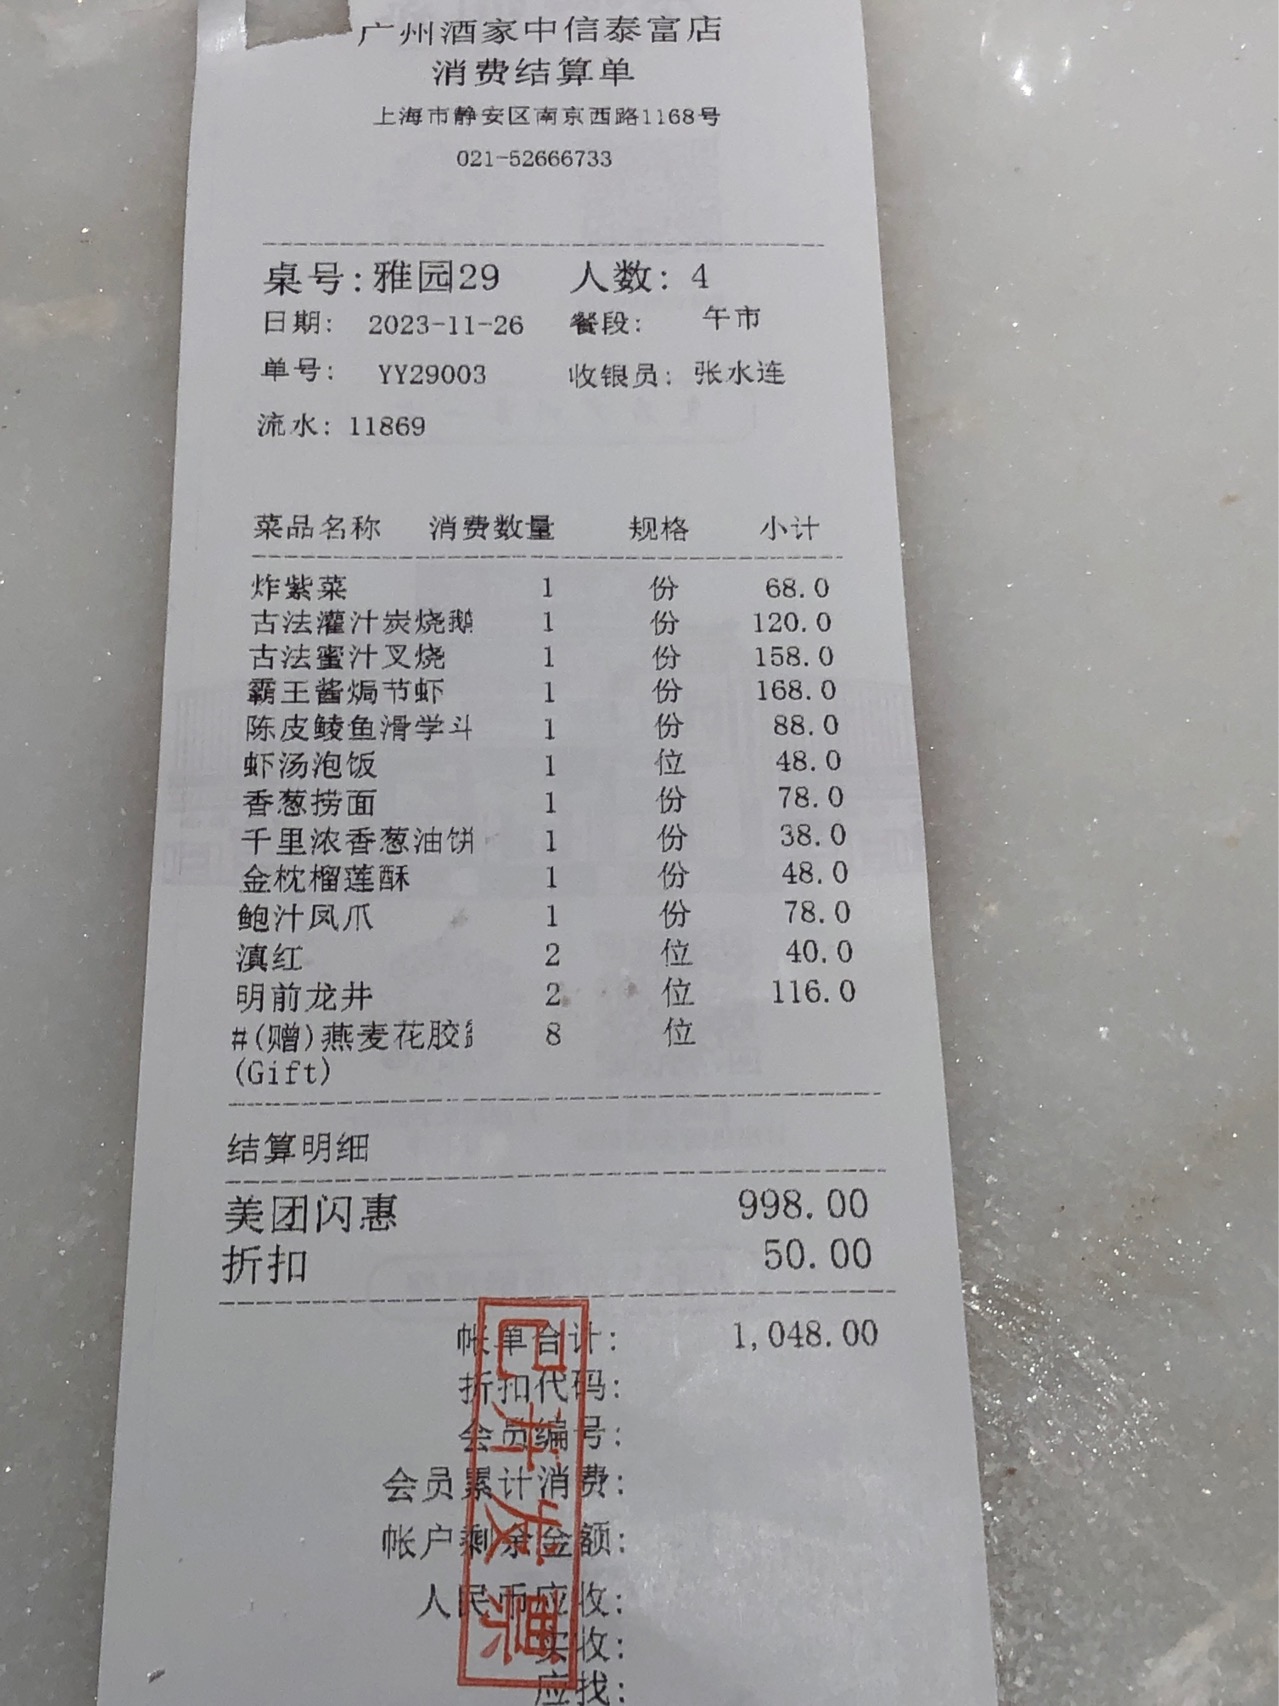 广州酒家中信泰富店
消费结算单
上海市静安区南京西路1168号
021-52666733
桌号:雅园29 人数: 4
日期: 2023-11-26 餐段: 午市
单号: YY29003 收银员: 张水连
流水: 11869
菜品名称 消费数量 规格 小计
炸紫菜 1 份 68.0
古法灌汁炭烧鹅 1 份 120.0
古法蜜汁叉烧 1 份 158.0
霸王酱焗节虾 1 份 168.0
陈皮鲮鱼滑学斗 1 份 88.0
虾汤泡饭 1 位 48.0
香葱捞面 1 份 78.0
千里浓香葱油饼 1 份 38.0
金枕榴莲酥 1 份 48.0
鲍汁凤爪 1 份 78.0
滇红 2 位 40.0
明前龙井 2 位 116.0
#(赠)燕麦花胶 8 位
(Gift)
结算明细
美团闪惠 998.00
折扣 50.00
帐单合计: 1,048.00
折扣代码:
会员编号:
会员累计消费:
帐户剩余金额:
人民币应收:
实收:
应找:
已开发票